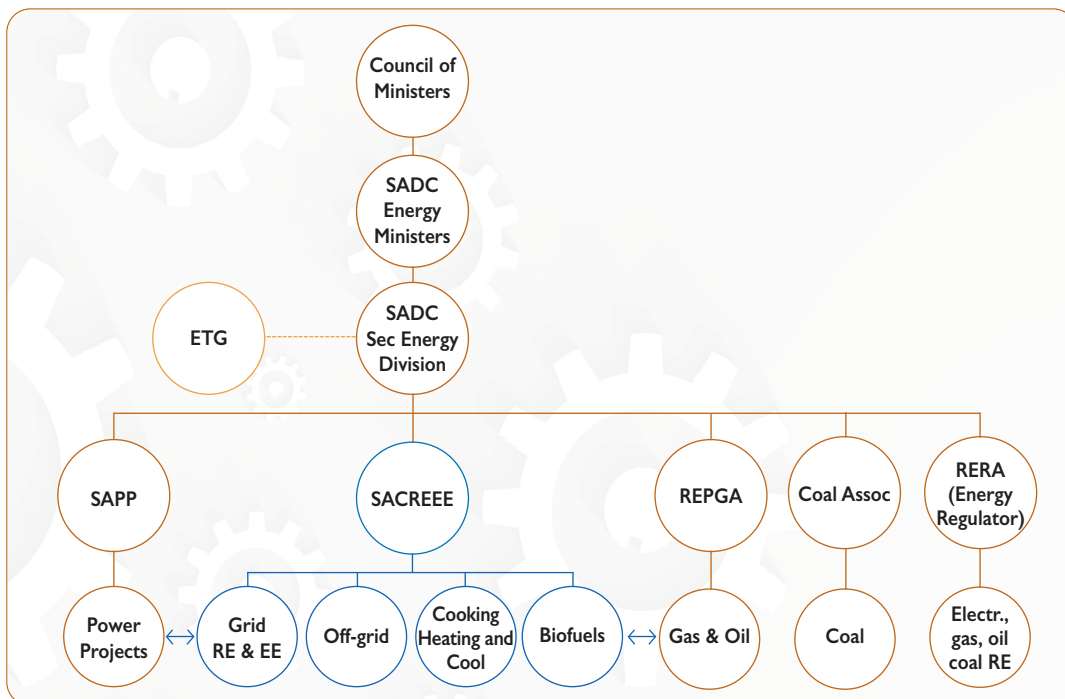 Council of
Ministers
SADC
Energy
Ministers
ETG
SADC
Sec Energy
Division
SAPP
SACREEE
REPGA
Coal Assoc
RERA
(Energy
Regulator)
Power
Projects
Grid
RE & EE
Off-grid
Cooking
Heating and
Cool
Biofuels
Gas & Oil
Coal
Electr.,
gas, oil
coal RE